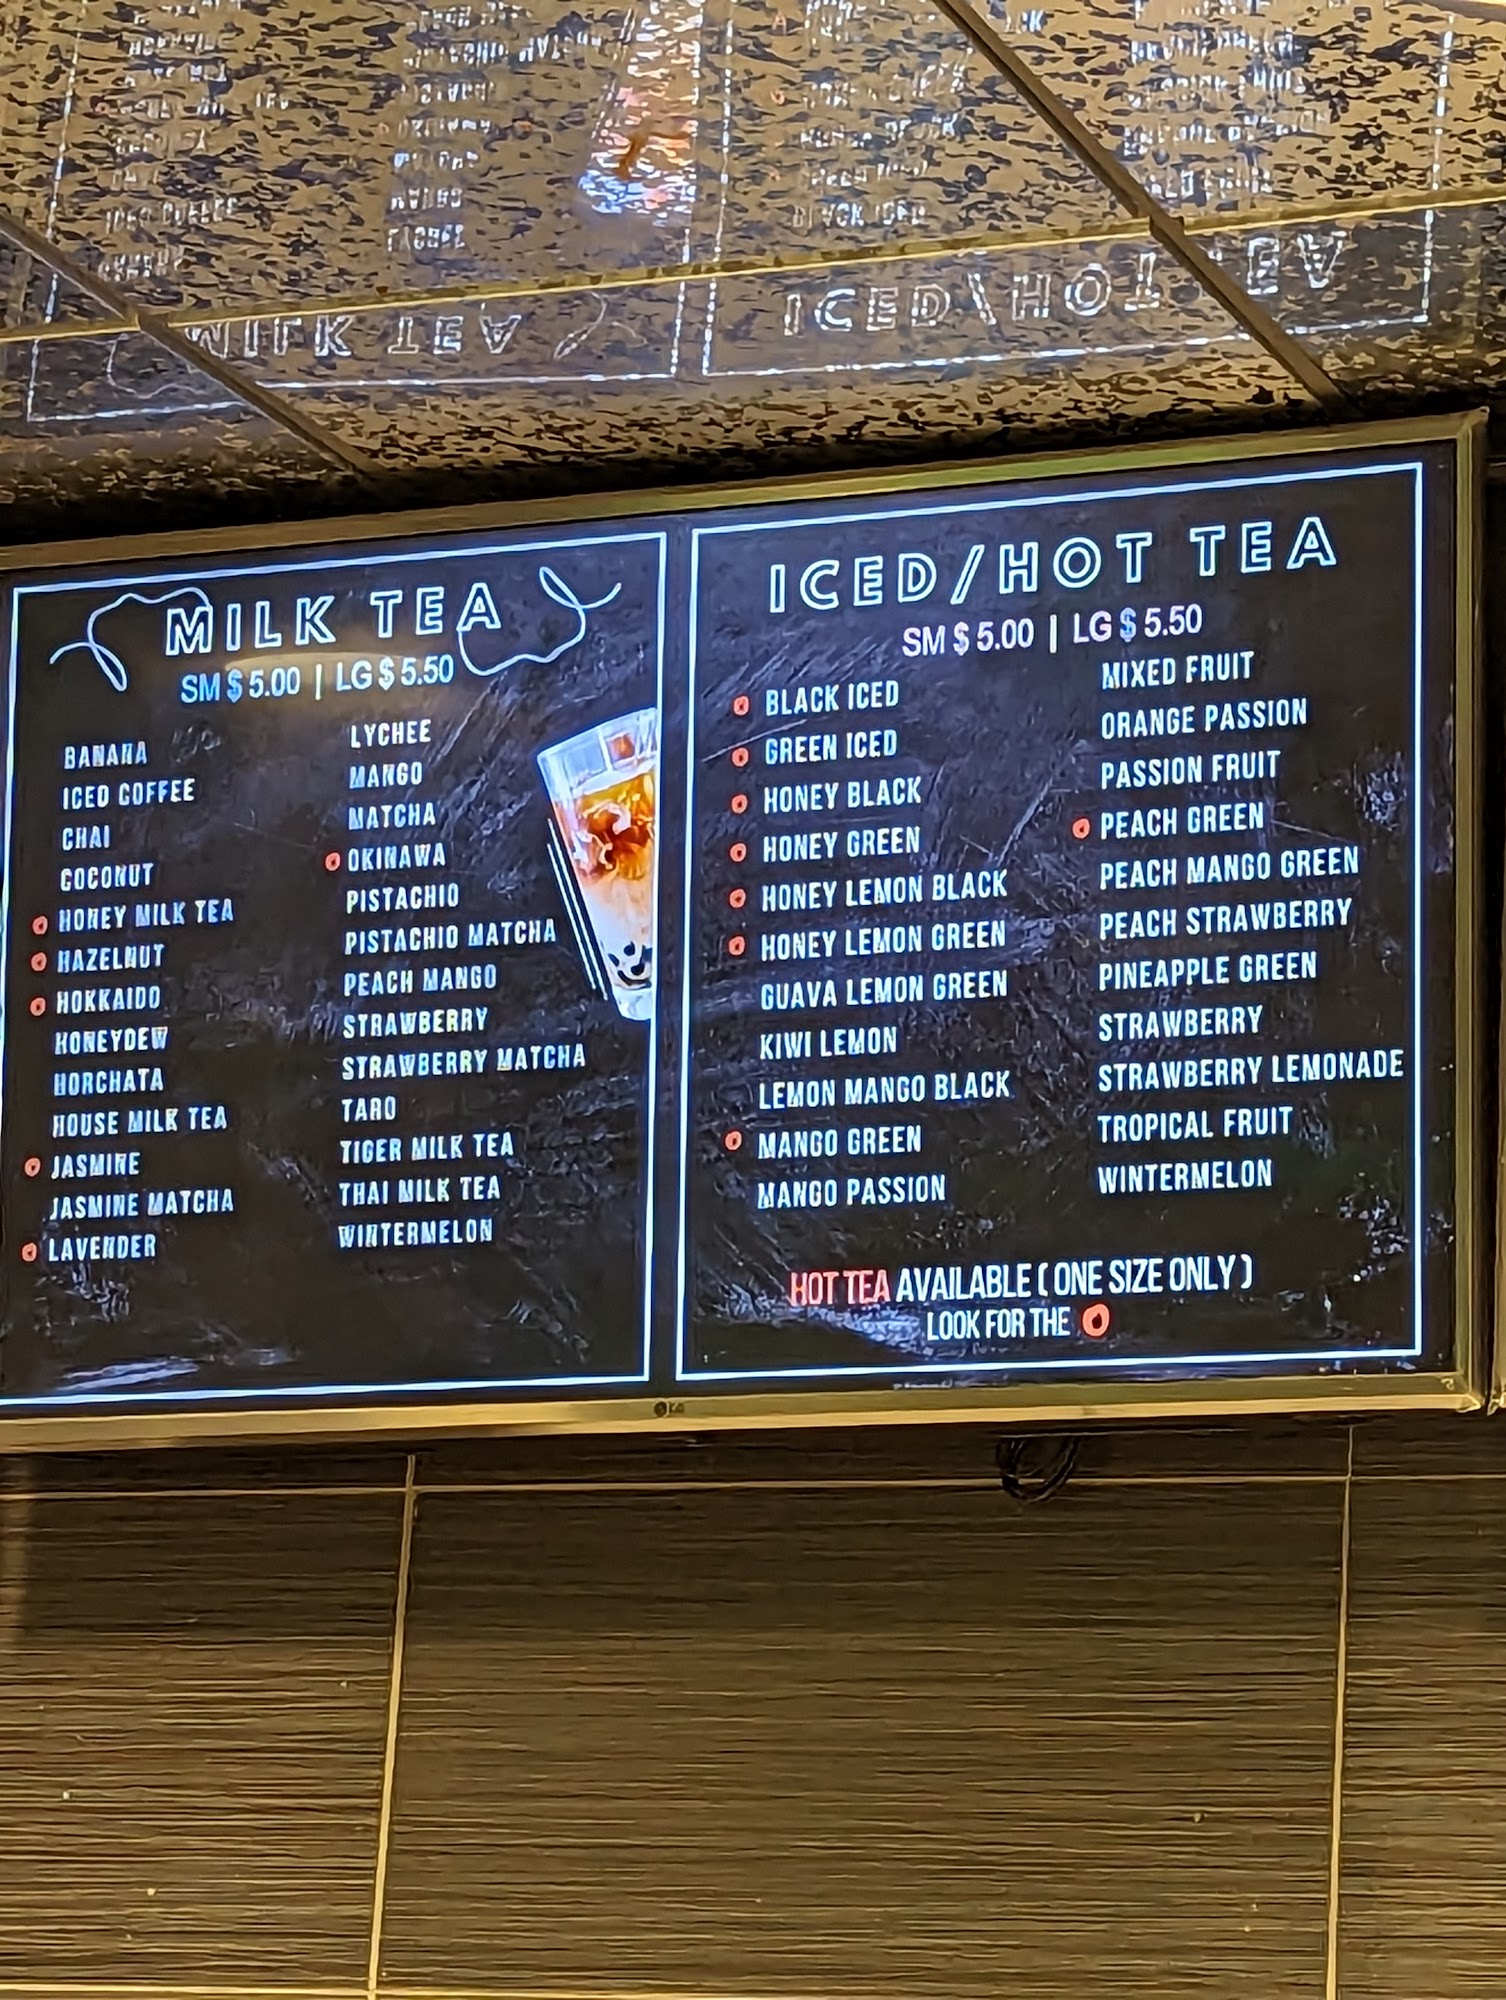 MILK TEA
SM $ 5.00 | LG $ 5.50
BANANA
ICED COFFEE
CHAI
COCONUT
HONEY MILK TEA
HAZELNUT
HOKKAIDO
HONEYDEW
HORCHATA
HOUSE MILK TEA
JASMINE
JASMINE MATCHA
LAVENDER
LYCHEE
MANGO
MATCHA
OKINAWA
PISTACHIO
PISTACHIO MATCHA
PEACH MANGO
STRAWBERRY
STRAWBERRY MATCHA
TARO
TIGER MILK TEA
THAI MILK TEA
WINTERMELON
ICED/HOT TEA
SM $ 5.00 | LG $ 5.50
BLACK ICED
GREEN ICED
HONEY BLACK
HONEY GREEN
HONEY LEMON BLACK
HONEY LEMON GREEN
GUAVA LEMON GREEN
KIWI LEMON
LEMON MANGO BLACK
MANGO GREEN
MANGO PASSION
MIXED FRUIT
ORANGE PASSION
PASSION FRUIT
PEACH GREEN
PEACH MANGO GREEN
PEACH STRAWBERRY
PINEAPPLE GREEN
STRAWBERRY
STRAWBERRY LEMONADE
TROPICAL FRUIT
WINTERMELON
HOT TEA AVAILABLE ( ONE SIZE ONLY )
LOOK FOR THE
LG